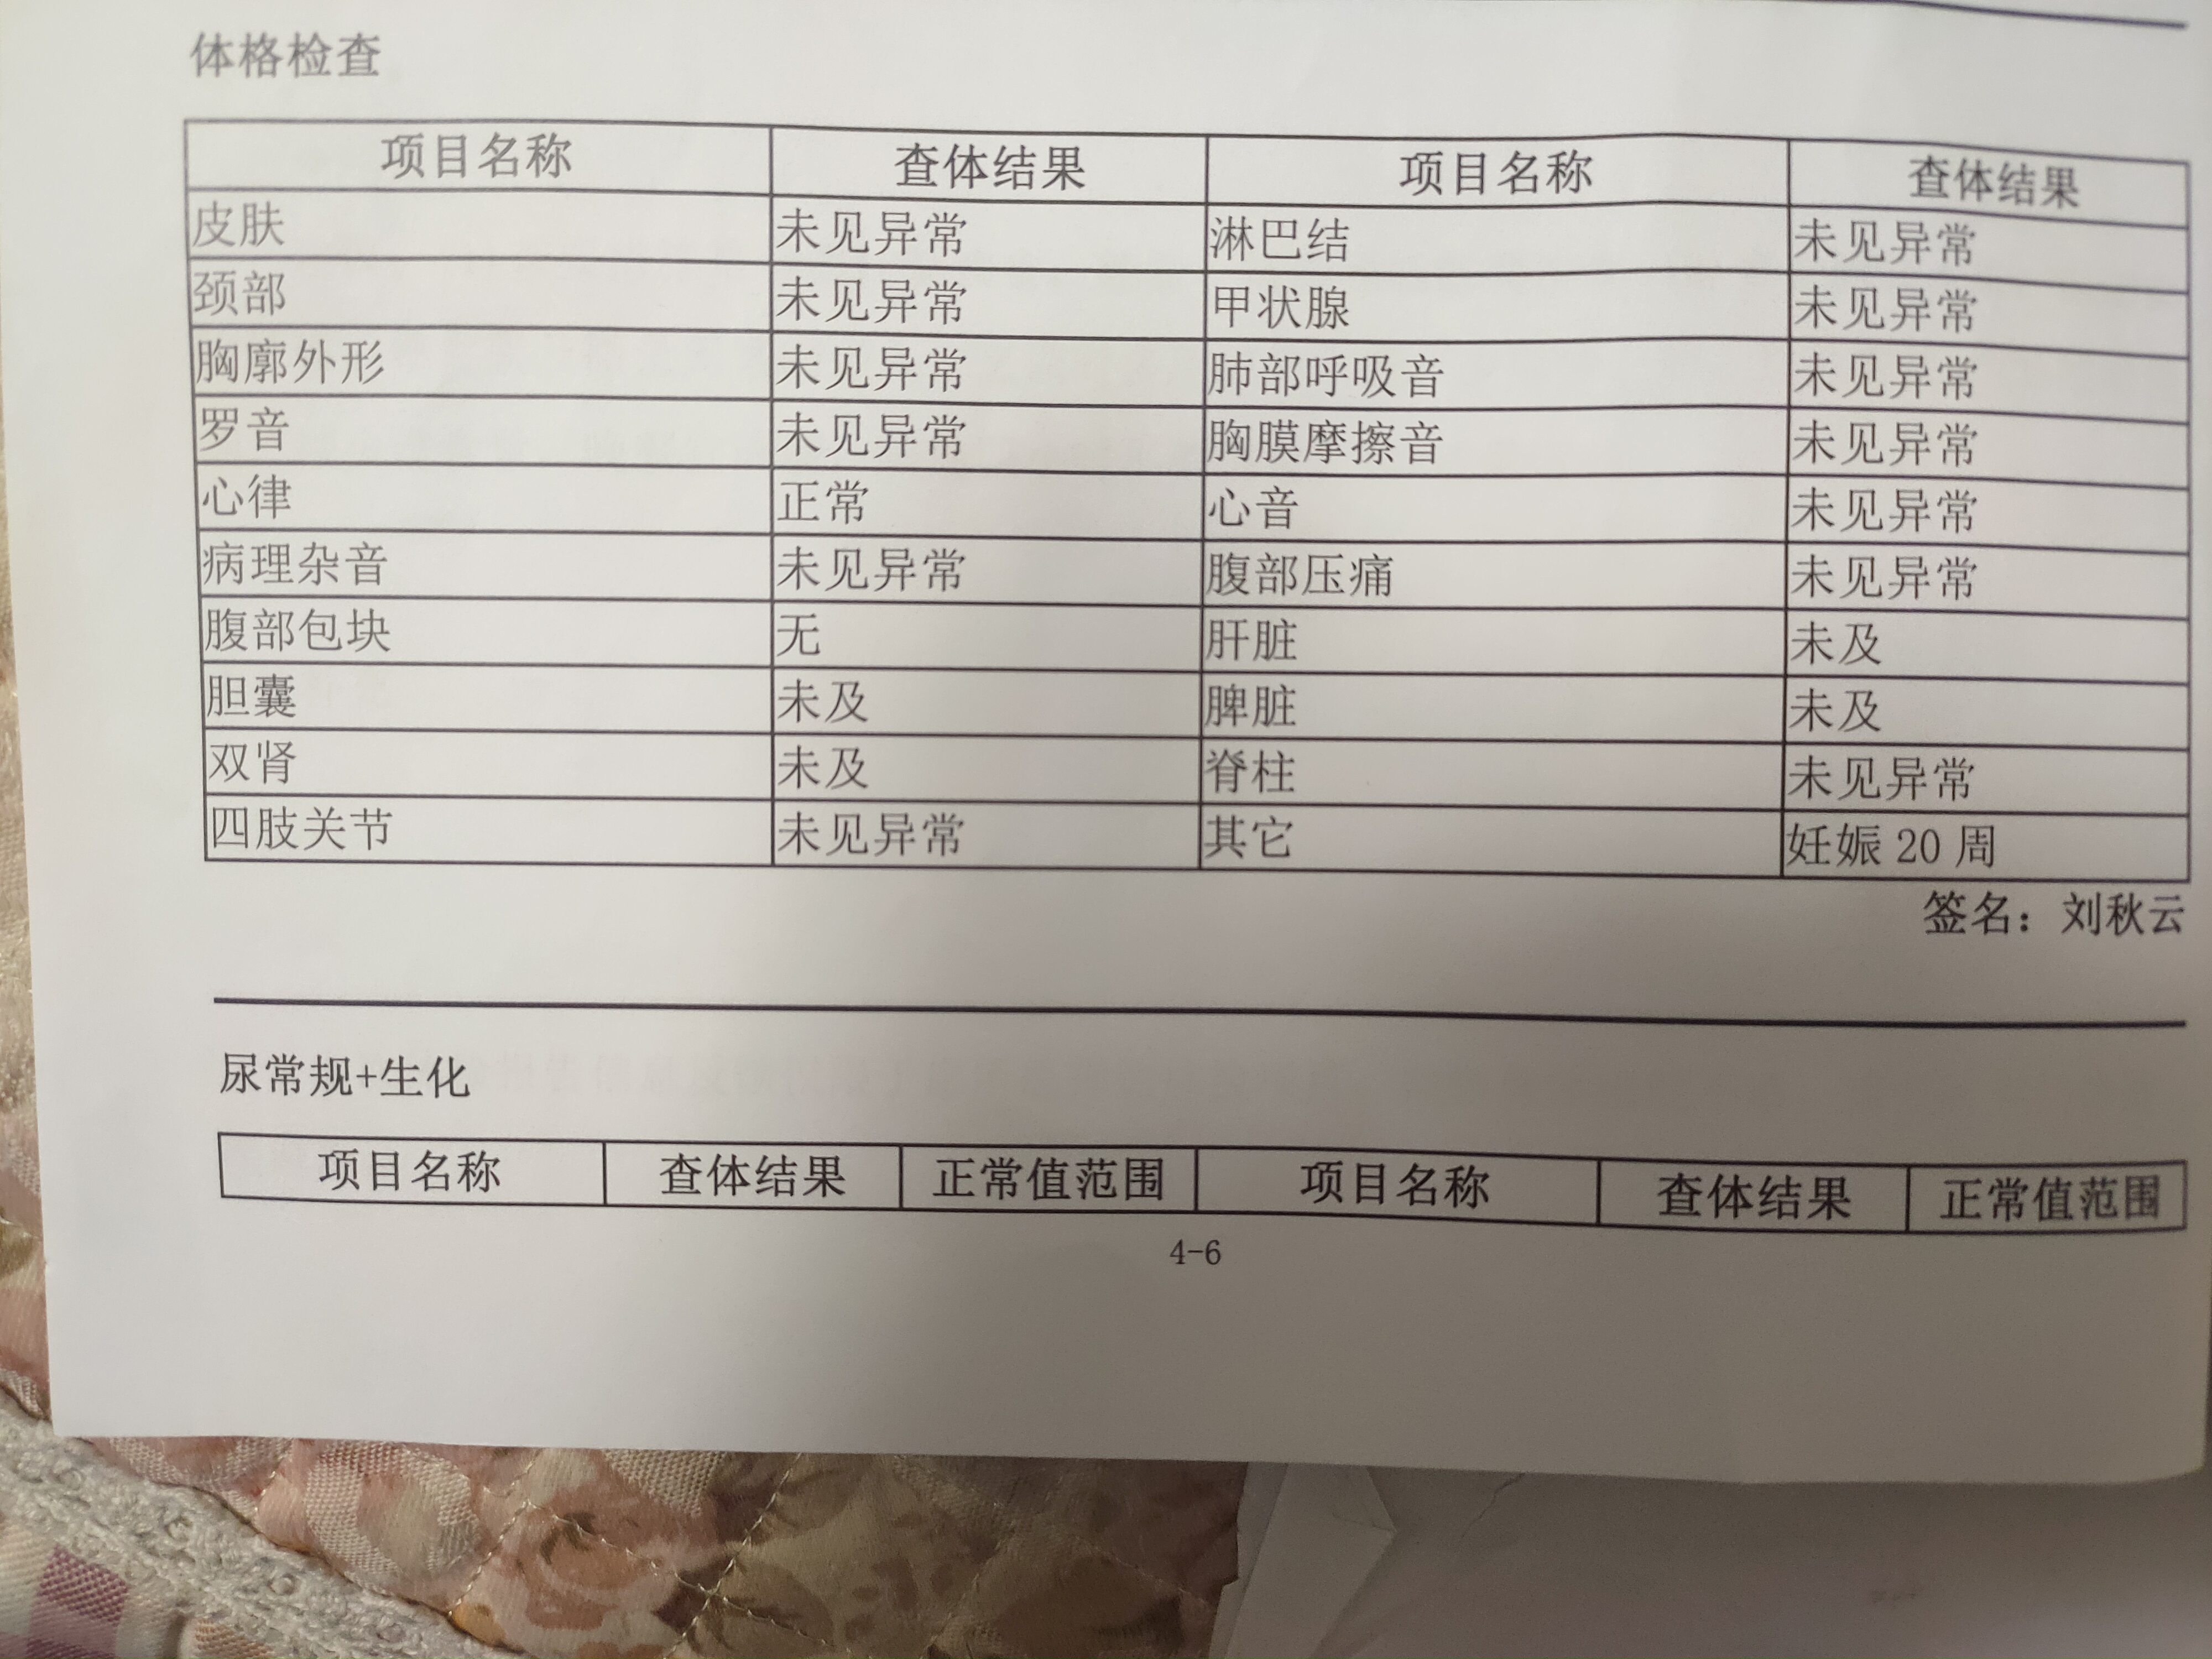 体格检查
项目名称 查体结果 项目名称 查体结果
皮肤 未见异常 淋巴结 未见异常
颈部 未见异常 甲状腺 未见异常
胸廓外形 未见异常 肺部呼吸音 未见异常
罗音 未见异常 胸膜摩擦音 未见异常
心律 正常 心音 未见异常
病理杂音 未见异常 腹部压痛 未见异常
腹部包块 无 肝脏 未及
胆囊 未及 脾脏 未及
双肾 未及 脊柱 未见异常
四肢关节 未见异常 其它 妊娠 20 周
签名：刘秋云
尿常规+生化
项目名称 查体结果 正常值范围 项目名称 查体结果 正常值范围
4-6